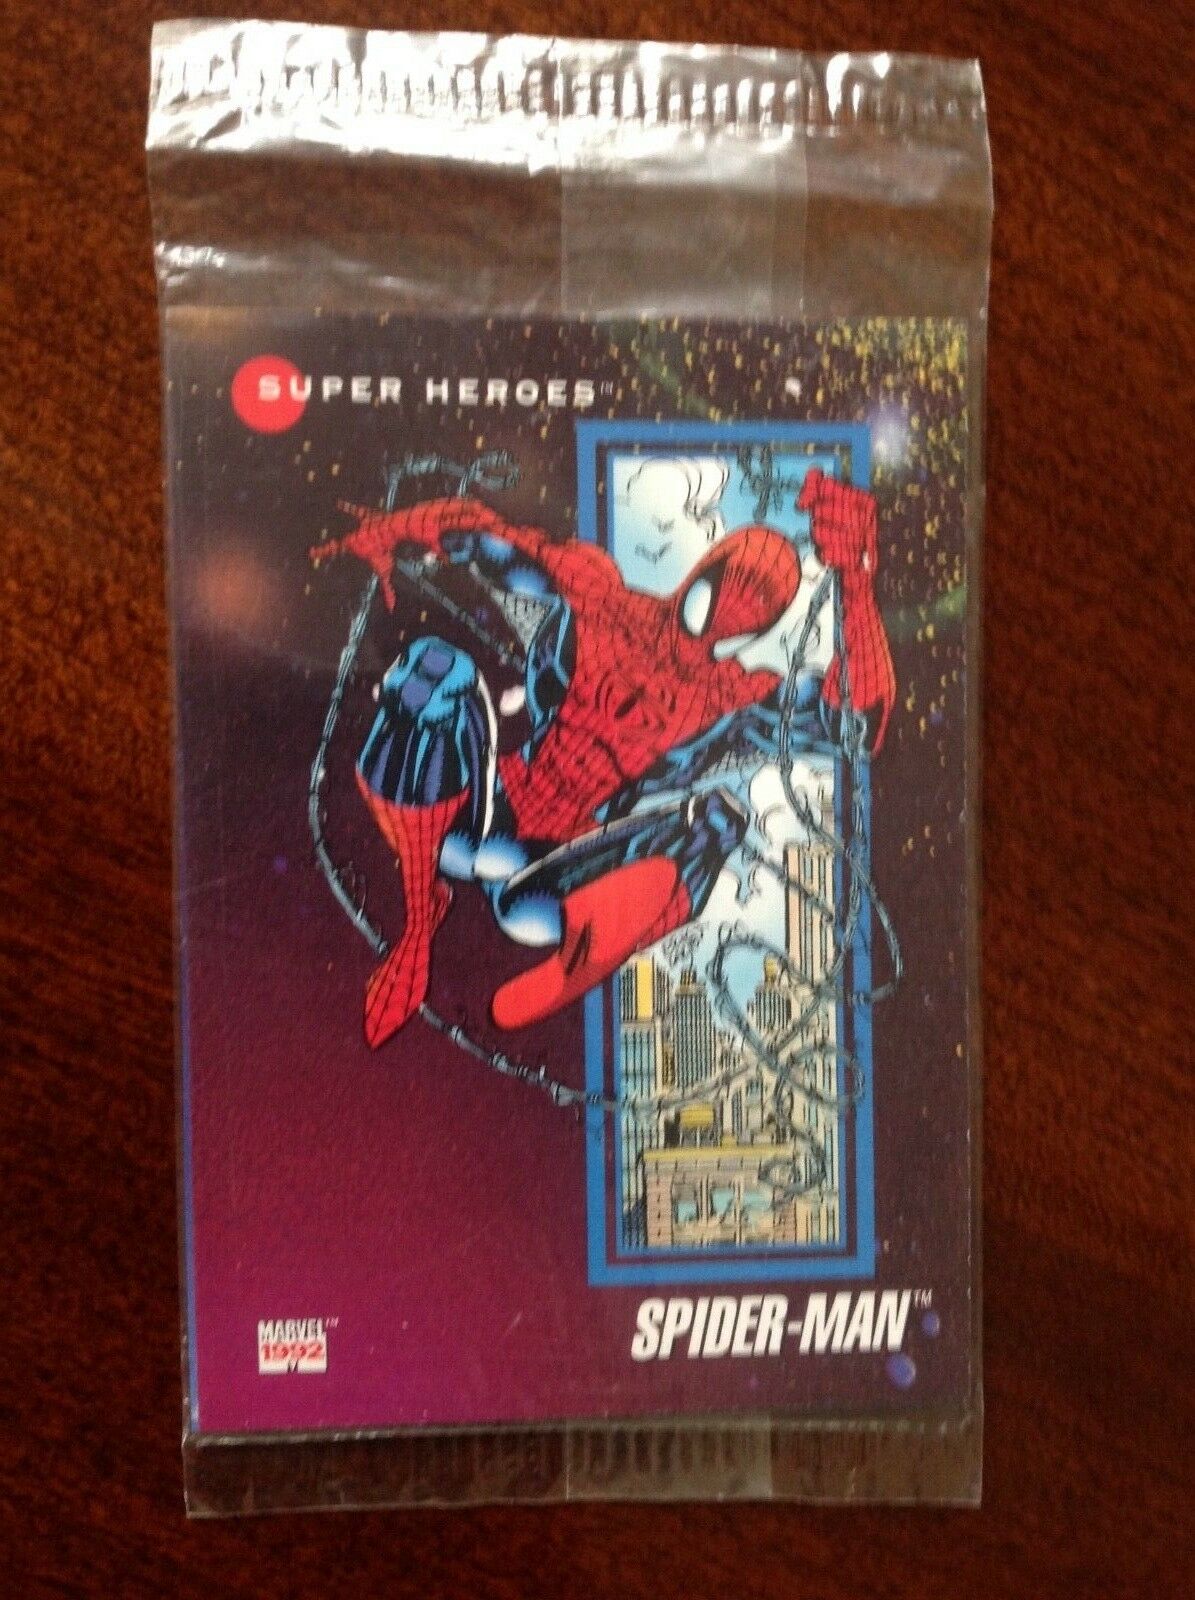 SUPER HEROES™
SPIDER-MAN™
MARVEL™
1992